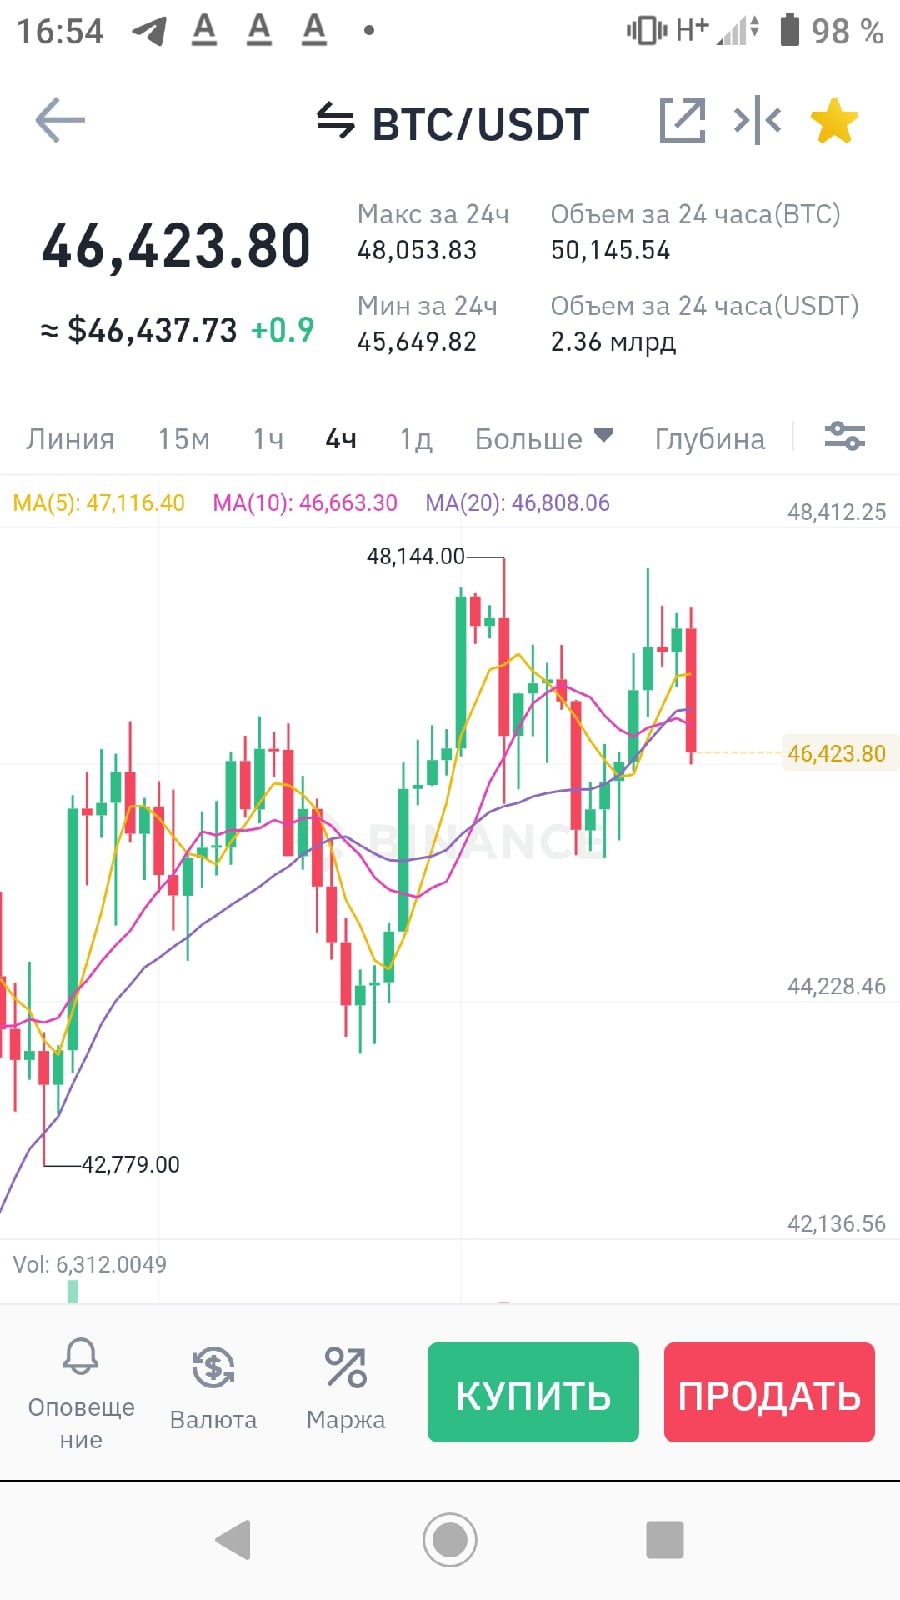 16:54 A A A H+ 98 %
BTC/USDT
46,423.80
≈ $46,437.73 +0.9
Макс за 24ч
48,053.83
Мин за 24ч
45,649.82
Объем за 24 часа(BTC)
50,145.54
Объем за 24 часа(USDT)
2.36 млрд
Линия 15м 1ч 4ч 1д Больше Глубина
MA(5): 47,116.40 MA(10): 46,663.30 MA(20): 46,808.06
48,412.25
48,144.00
46,423.80
BINANCE
44,228.46
42,779.00
42,136.56
Vol: 6,312.0049
Оповеще
ние
Валюта
Маржа
КУПИТЬ
ПРОДАТЬ